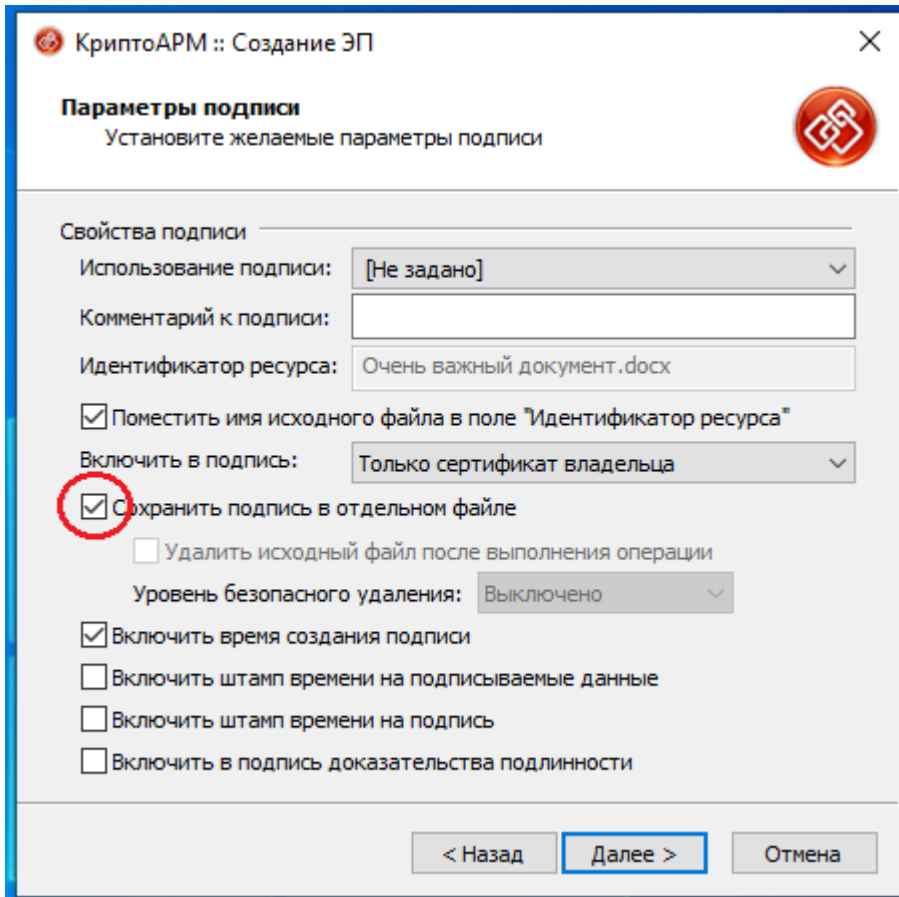 КриптоАРМ :: Создание ЭП
Параметры подписи
Установите желаемые параметры подписи
Свойства подписи
Использование подписи: [Не задано]
Комментарий к подписи:
Идентификатор ресурса: Очень важный документ.docx
Поместить имя исходного файла в поле "Идентификатор ресурса"
Включить в подпись: Только сертификат владельца
Сохранить подпись в отдельном файле
Удалить исходный файл после выполнения операции
Уровень безопасного удаления: Выключено
Включить время создания подписи
Включить штамп времени на подписываемые данные
Включить штамп времени на подпись
Включить в подпись доказательства подлинности
< Назад Далее > Отмена